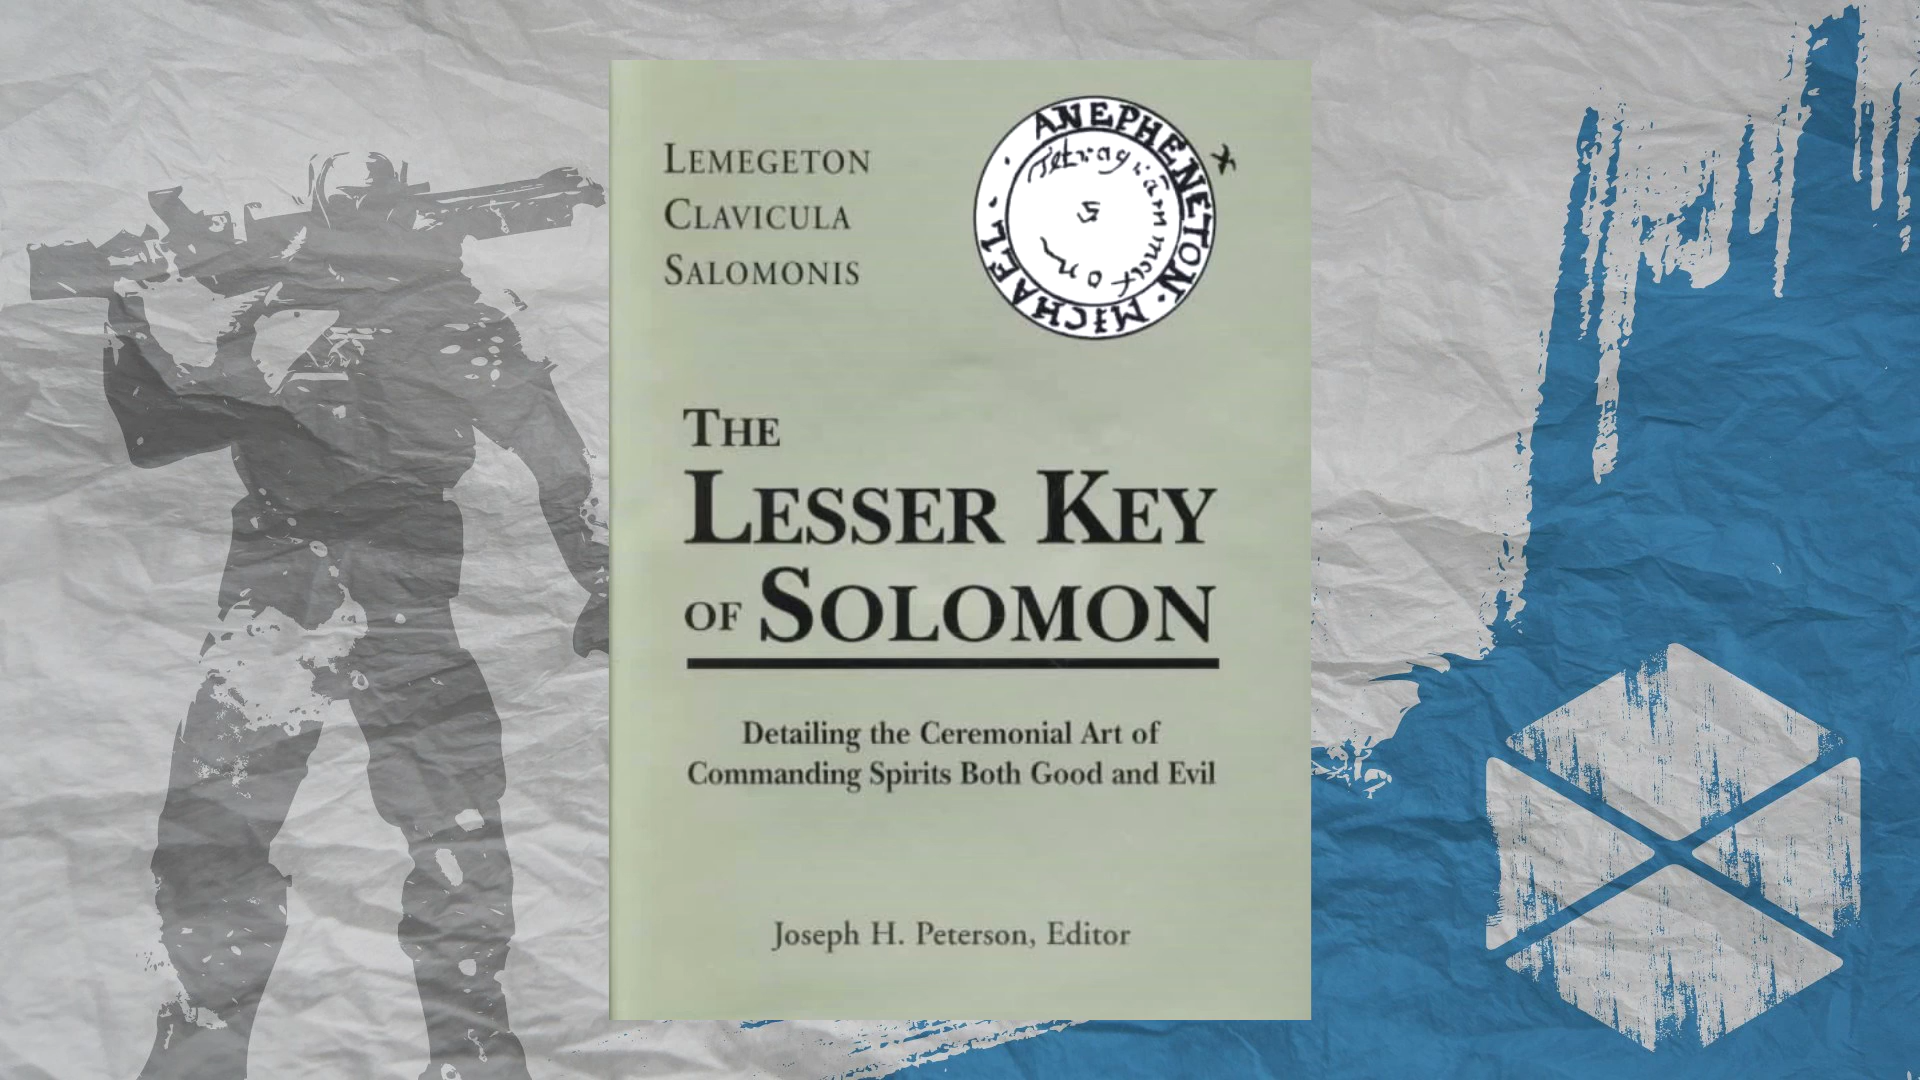 LEMEGETON
CLAVICULA
SALOMONIS
ANEPHENETON · MICHAEL ·
Tetragrammaton
THE
LESSER KEY
OF SOLOMON
Detailing the Ceremonial Art of
Commanding Spirits Both Good and Evil
Joseph H. Peterson, Editor